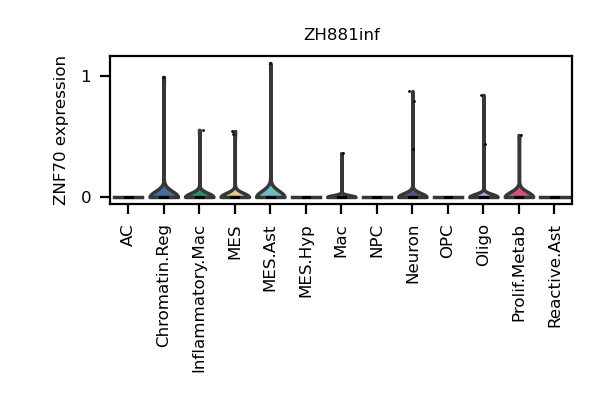 ZH881inf
ZNF70 expression
1
0
AC
Chromatin.Reg
Inflammatory.Mac
MES
MES.Ast
MES.Hyp
Mac
NPC
Neuron
OPC
Oligo
Prolif.Metab
Reactive.Ast